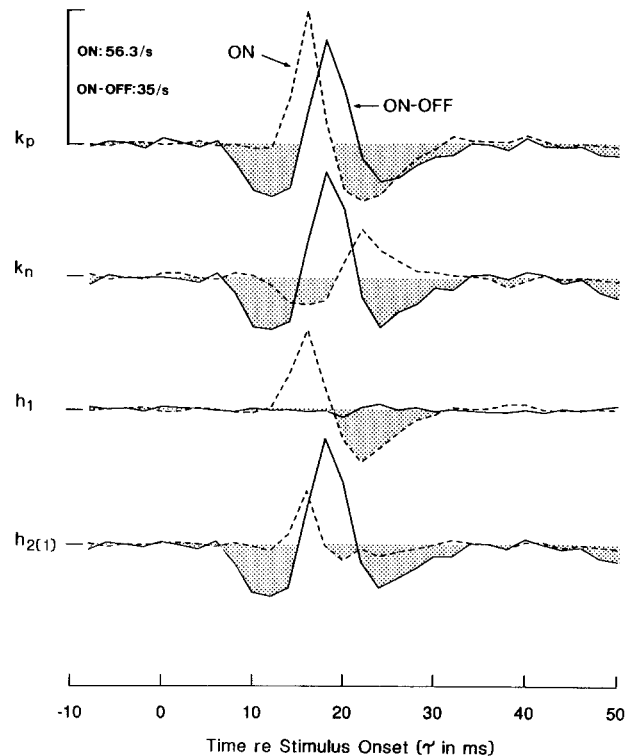 ON: 56.3/s
ON-OFF: 35/s
ON
ON-OFF
kp
kn
h1
h2(1)
-10 0 10 20 30 40 50
Time re Stimulus Onset (τ in ms)